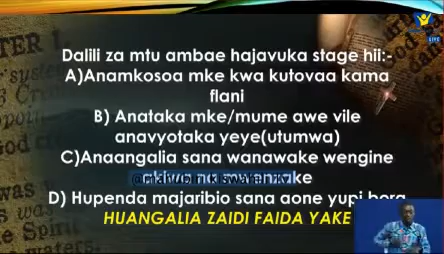 Dalili za mtu ambae hajavuka stage hii:-
A)Anamkosoa mke kwa kutovaa kama
flani
B) Anataka mke/mume awe vile
anavyotaka yeye(utumwa)
C)Anaangalia sana wanawake wengine
D) Hupenda majaribio sana aone yupi bora
HUANGALIA ZAIDI FAIDA YAKE
LIVE